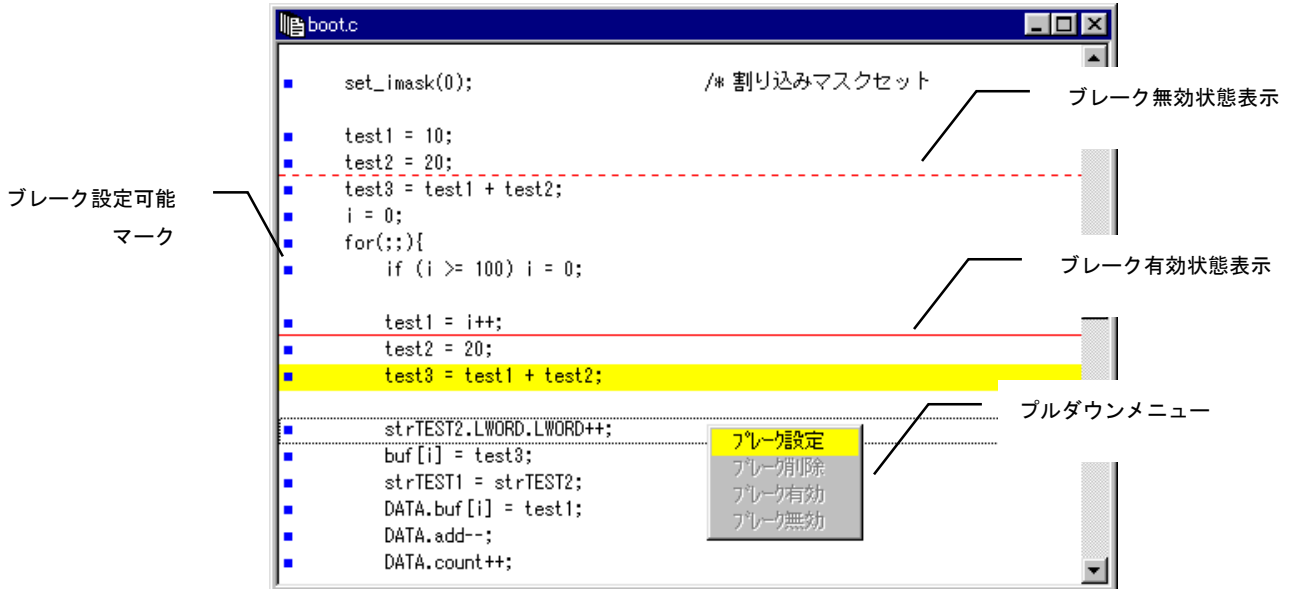 boot.c
set_imask(0); /* 割り込みマスクセット
ブレーク無効状態表示
test1 = 10;
test2 = 20;
test3 = test1 + test2;
ブレーク設定可能
マーク
i = 0;
for(;;){
if (i >= 100) i = 0;
ブレーク有効状態表示
test1 = i++;
test2 = 20;
test3 = test1 + test2;
プルダウンメニュー
strTEST2.LWORD.LWORD++;
buf[i] = test3;
strTEST1 = strTEST2;
DATA.buf[i] = test1;
DATA.add--;
DATA.count++;
ブレーク設定
ブレーク削除
ブレーク有効
ブレーク無効